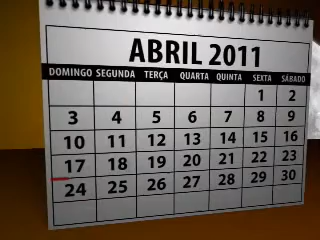 ABRIL 2011
DOMINGO SEGUNDA TERÇA QUARTA QUINTA SEXTA SÁBADO
1 2
3 4 5 6 7 8 9
10 11 12 13 14 15 16
17 18 19 20 21 22 23
24 25 26 27 28 29 30